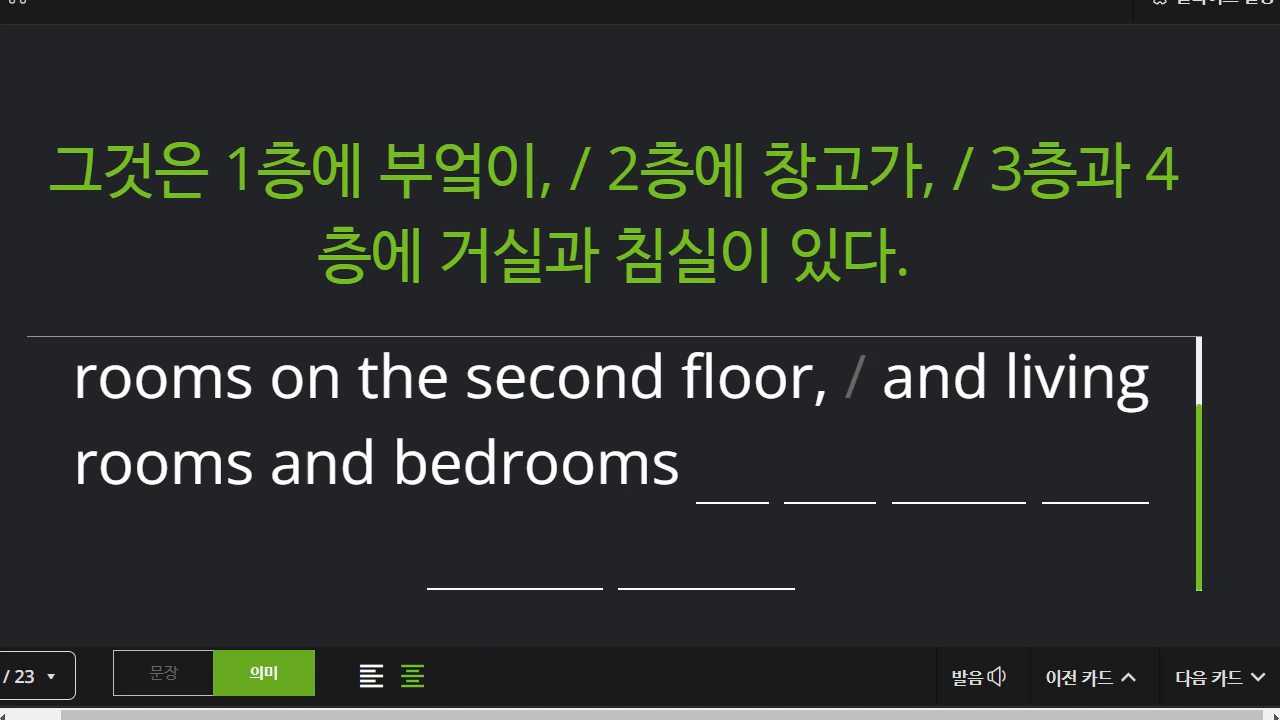 그것은 1층에 부엌이, / 2층에 창고가, / 3층과 4
층에 거실과 침실이 있다.
rooms on the second floor, / and living
rooms and bedrooms
/ 23
문장 의미
발음 이전 카드 다음 카드